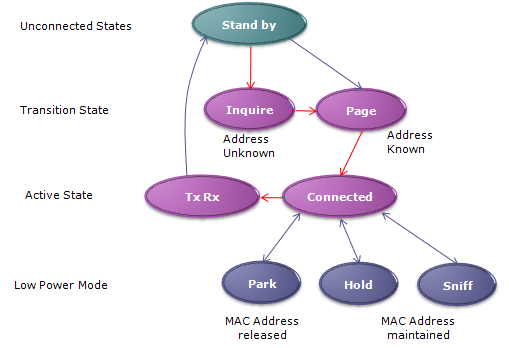 Unconnected States
Stand by
Transition State
Inquire
Page
Address
Unknown
Address
Known
Active State
Tx Rx
Connected
Low Power Mode
Park
Hold
Sniff
MAC Address
released
MAC Address
maintained